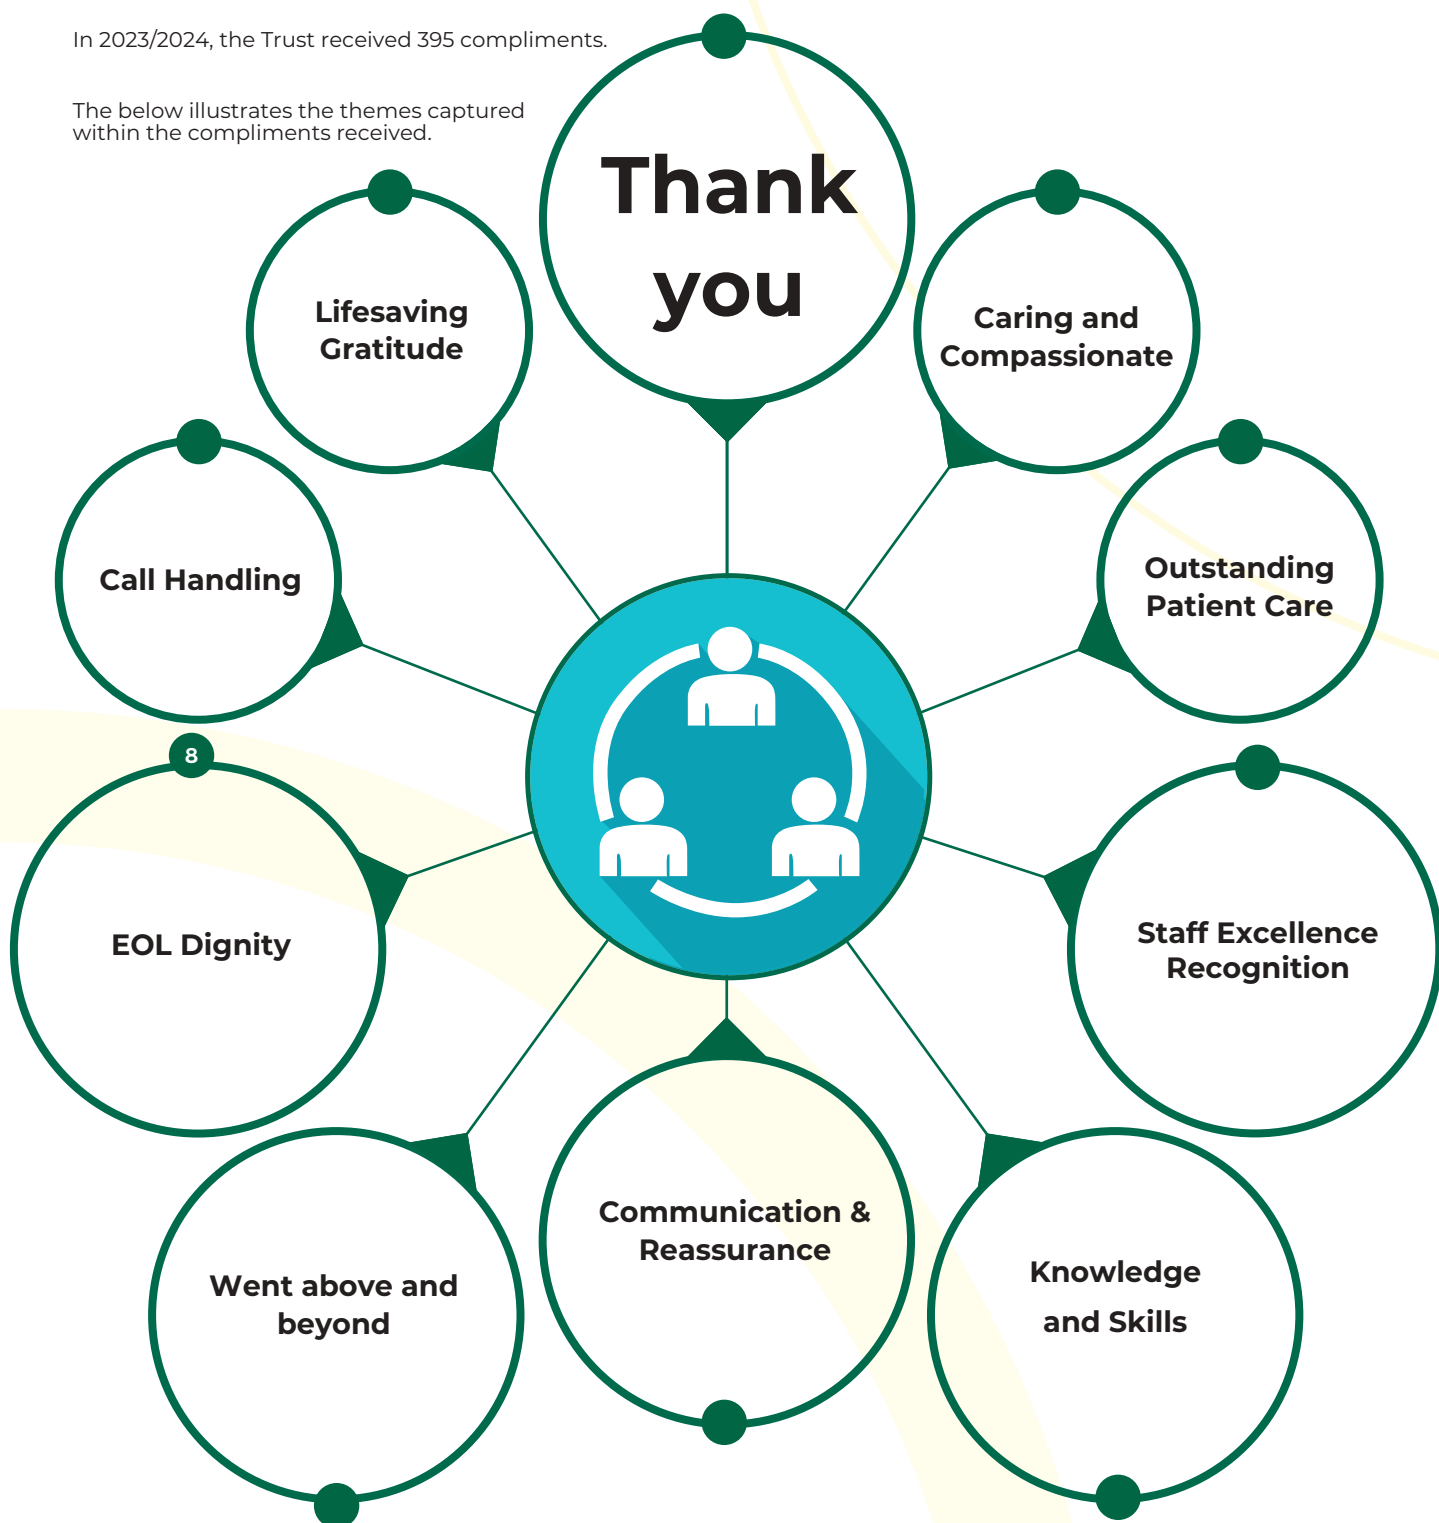 In 2023/2024, the Trust received 395 compliments.
The below illustrates the themes captured
within the compliments received.
Thank
you
Lifesaving
Gratitude
Caring and
Compassionate
Call Handling
Outstanding
Patient Care
8
EOL Dignity
Staff Excellence
Recognition
Went above and
beyond
Communication &
Reassurance
Knowledge
and Skills